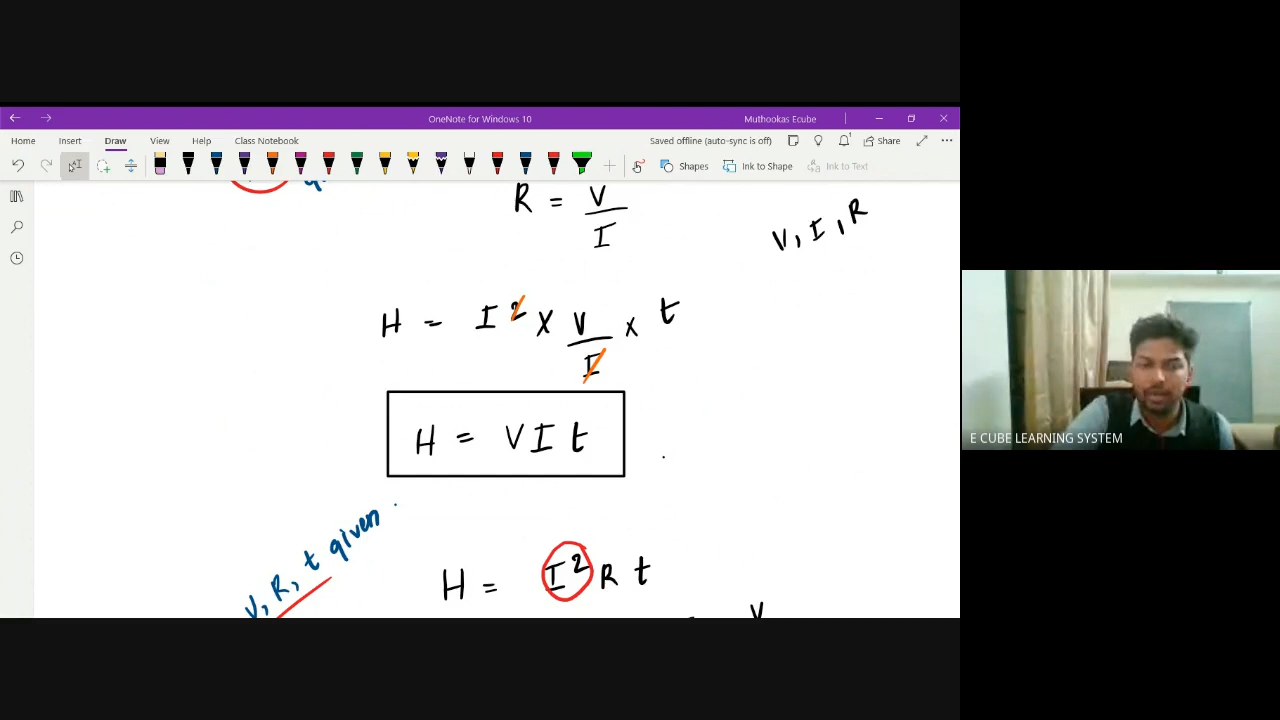 OneNote for Windows 10
Muthookas Ecube
Home Insert Draw View Help Class Notebook
Saved offline (auto-sync is off)
Share
Shapes
Ink to Shape
Ink to Text
R = V/I
V, I, R
H = I² × V/I × t
H = VIt
V, R, t given
H = I² R t
V
E CUBE LEARNING SYSTEM